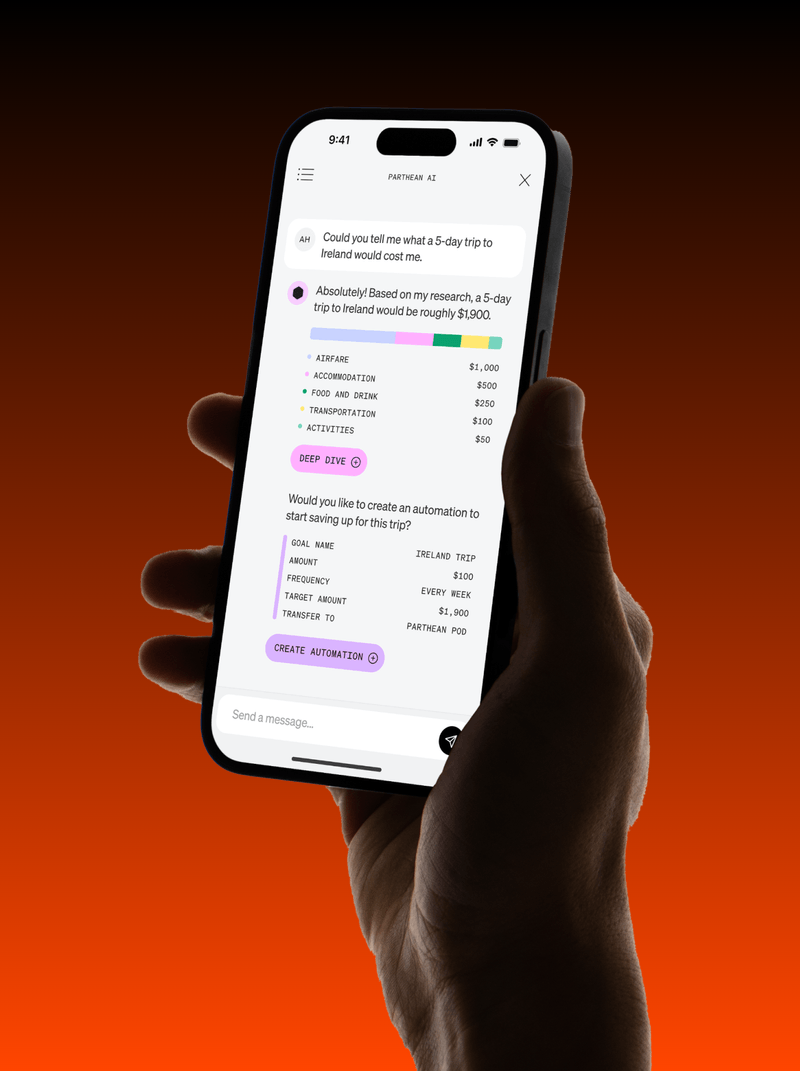 9:41
PARTHEAN AI
AH
Could you tell me what a 5-day trip to
Ireland would cost me.
Absolutely! Based on my research, a 5-day
trip to Ireland would be roughly $1,900.
AIRFARE $1,000
ACCOMMODATION $500
FOOD AND DRINK $250
TRANSPORTATION $100
ACTIVITIES $50
DEEP DIVE
Would you like to create an automation to
start saving up for this trip?
GOAL NAME IRELAND TRIP
AMOUNT $100
FREQUENCY EVERY WEEK
TARGET AMOUNT $1,900
TRANSFER TO PARTHEAN POD
CREATE AUTOMATION
Send a message...